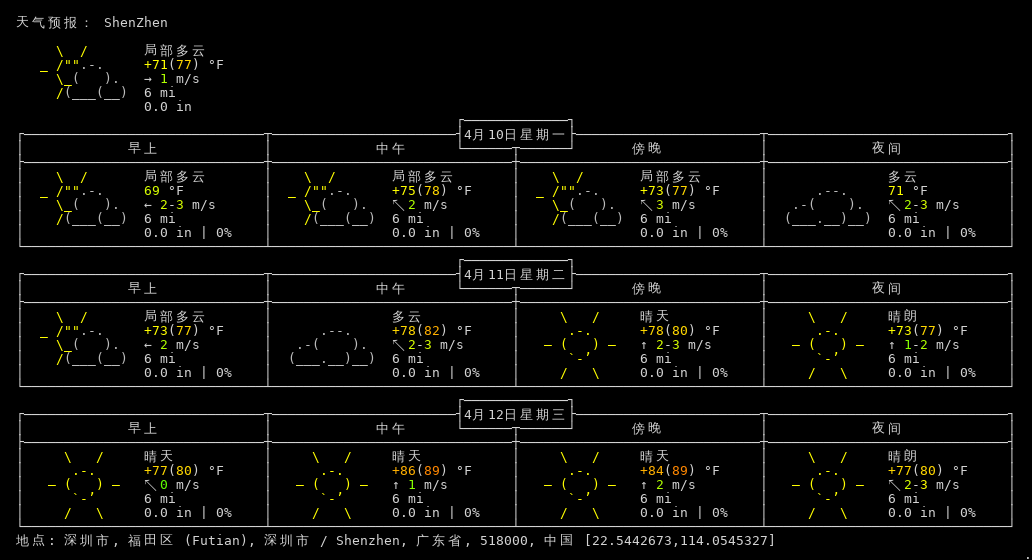 天气预报： ShenZhen
局部多云
+71(77) °F
→ 1 m/s
6 mi
0.0 in
4月10日星期一
早上 中午 傍晚 夜间
局部多云 局部多云 局部多云 多云
69 °F +75(78) °F +73(77) °F 71 °F
← 2-3 m/s ↖ 2 m/s ↖ 3 m/s ↖ 2-3 m/s
6 mi 6 mi 6 mi 6 mi
0.0 in | 0% 0.0 in | 0% 0.0 in | 0% 0.0 in | 0%
4月11日星期二
早上 中午 傍晚 夜间
局部多云 多云 晴天 晴朗
+73(77) °F +78(82) °F +78(80) °F +73(77) °F
← 2 m/s ↖ 2-3 m/s ↑ 2-3 m/s ↑ 1-2 m/s
6 mi 6 mi 6 mi 6 mi
0.0 in | 0% 0.0 in | 0% 0.0 in | 0% 0.0 in | 0%
4月12日星期三
早上 中午 傍晚 夜间
晴天 晴天 晴天 晴朗
+77(80) °F +86(89) °F +84(89) °F +77(80) °F
↖ 0 m/s ↑ 1 m/s ↑ 2 m/s ↖ 2-3 m/s
6 mi 6 mi 6 mi 6 mi
0.0 in | 0% 0.0 in | 0% 0.0 in | 0% 0.0 in | 0%
地点: 深圳市, 福田区 (Futian), 深圳市 / Shenzhen, 广东省, 518000, 中国 [22.5442673,114.0545327]